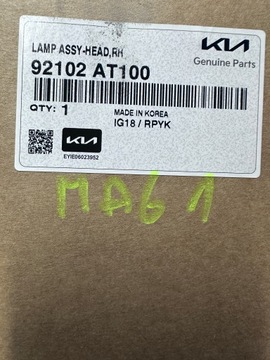 LAMP ASSY-HEAD,RH
KIA
Genuine Parts
92102 AT100
QTY: 1
MADE IN KOREA
IG18 / RPYK
KIA
EYIE06023952
MA61